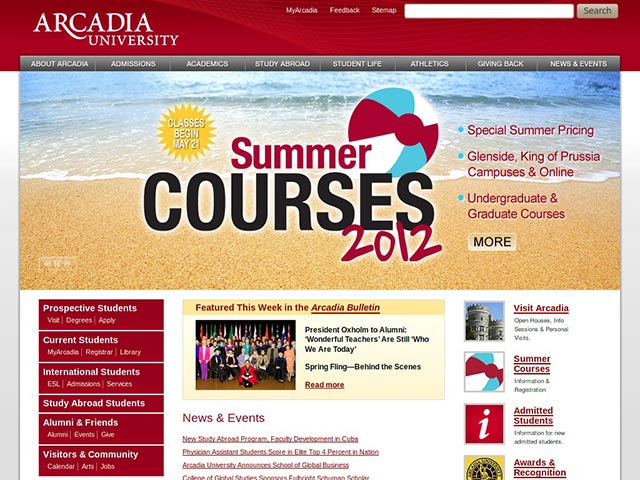 ARCADIA
UNIVERSITY
MyArcadia Feedback Sitemap Search
ABOUT ARCADIA ADMISSIONS ACADEMICS STUDY ABROAD STUDENT LIFE ATHLETICS GIVING BACK NEWS & EVENTS
CLASSES
BEGIN
MAY 21
Summer
COURSES
2012
Special Summer Pricing
Glenside, King of Prussia
Campuses & Online
Undergraduate &
Graduate Courses
MORE
Prospective Students
Visit | Degrees | Apply
Current Students
MyArcadia | Registrar | Library
International Students
ESL | Admissions | Services
Study Abroad Students
Alumni & Friends
Alumni | Events | Give
Visitors & Community
Calendar | Arts | Jobs
Featured This Week in the Arcadia Bulletin
President Oxholm to Alumni:
‘Wonderful Teachers’ Are Still ‘Who
We Are Today’
Spring Fling—Behind the Scenes
Read more
News & Events
New Study Abroad Program, Faculty Development in Cuba
Physician Assistant Students Score in Elite Top 4 Percent in Nation
Arcadia University Announces School of Global Business
College of Global Studies Sponsors Fulbright Schuman Scholar
Visit Arcadia
Open Houses, Info
Sessions & Personal
Visits.
Summer
Courses
Information &
Registration
i
Admitted
Students
Information for new
admitted students.
Awards &
Recognition